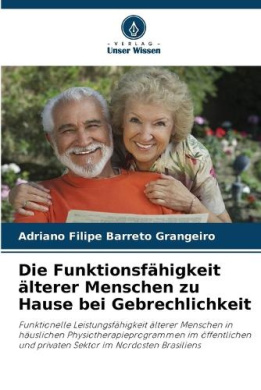 - VERLAG -
Unser Wissen
Adriano Filipe Barreto Grangeiro
Die Funktionsfähigkeit
älterer Menschen zu
Hause bei Gebrechlichkeit
Funktionelle Leistungsfähigkeit älterer Menschen in
häuslichen Physiotherapieprogrammen im öffentlichen
und privaten Sektor im Nordosten Brasiliens